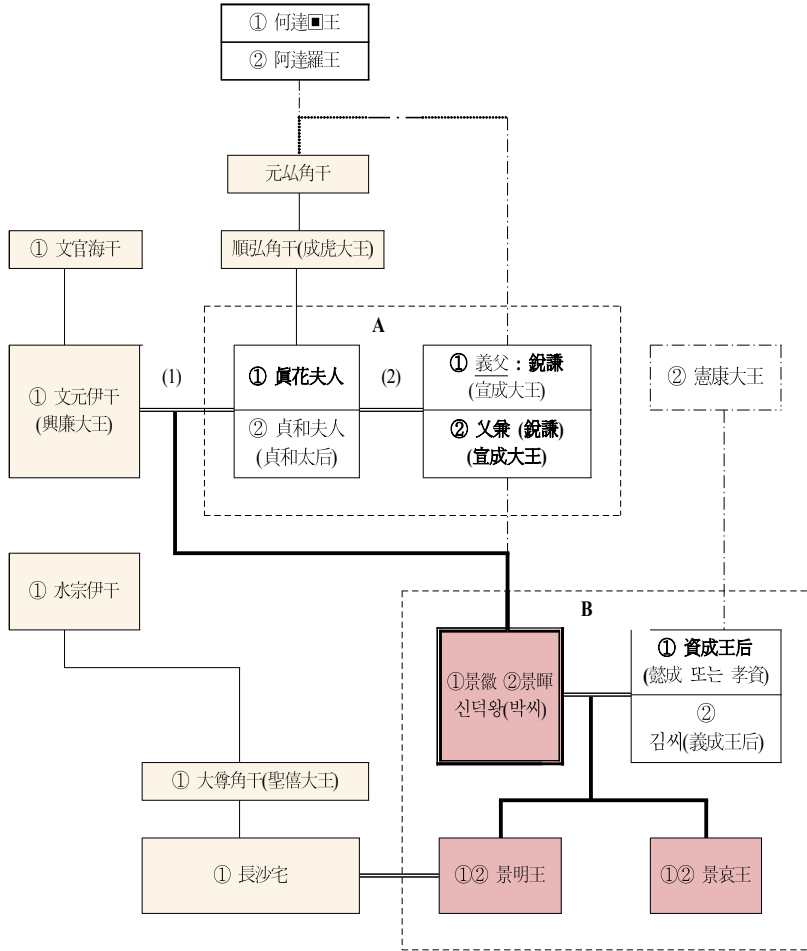 ① 何達▣王
② 阿達羅王
順弘角干(成虎大王)
① 文官海干
A
① 文元伊干
(興廉大王)
(1)
① 眞花夫人
② 貞和夫人
(貞和太后)
(2)
① 義父 : 銳謙
(宣成大王)
② 乂兼 (銳謙)
(宣成大王)
② 憲康大王
① 水宗伊干
B
①景徽 ②景暉
신덕왕(박씨)
① 資成王后
(懿成 또는 孝資)
②
김씨(義成王后)
① 大尊角干(聖僖大王)
① 長沙宅
①② 景明王
①② 景哀王